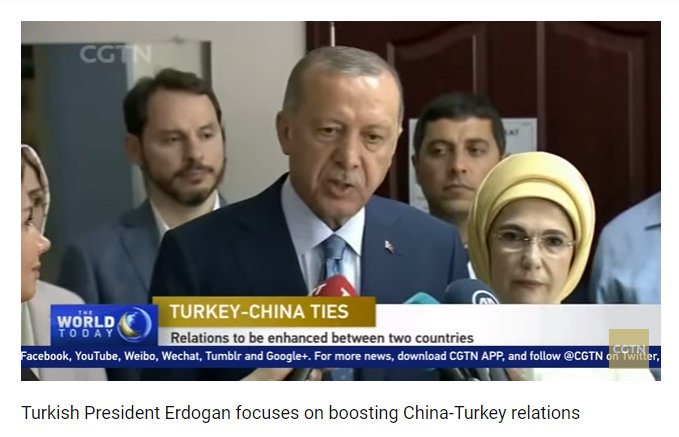 CGTN
TURKEY-CHINA TIES
THE
WORLD
TODAY
Relations to be enhanced between two countries
CGTN
Facebook, YouTube, Weibo, Wechat, Tumblr and Google+. For more news, download CGTN APP, and follow @CGTN on Twitter,
Turkish President Erdogan focuses on boosting China-Turkey relations